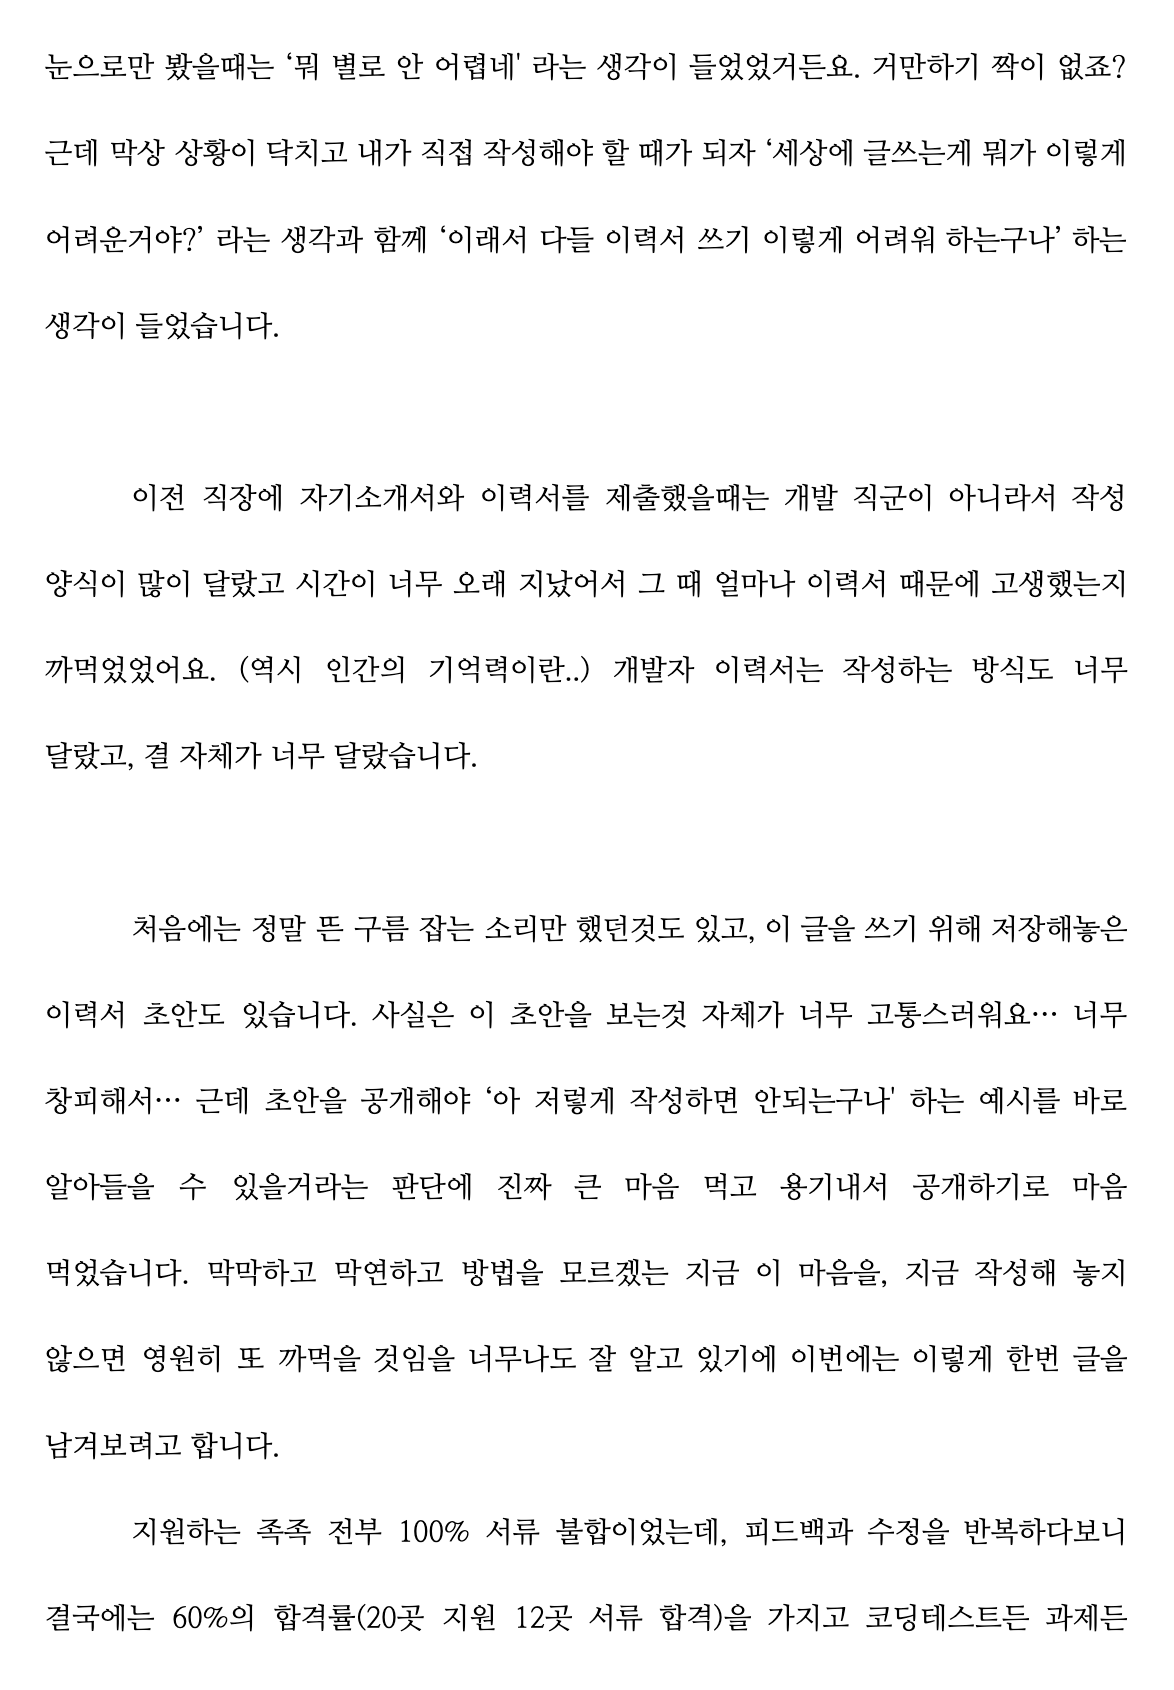 눈으로만 봤을때는 ‘뭐 별로 안 어렵네' 라는 생각이 들었었거든요. 거만하기 짝이 없죠?
근데 막상 상황이 닥치고 내가 직접 작성해야 할 때가 되자 ‘세상에 글쓰는게 뭐가 이렇게
어려운거야?’ 라는 생각과 함께 ‘이래서 다들 이력서 쓰기 이렇게 어려워 하는구나’ 하는
생각이 들었습니다.
이전 직장에 자기소개서와 이력서를 제출했을때는 개발 직군이 아니라서 작성
양식이 많이 달랐고 시간이 너무 오래 지났어서 그 때 얼마나 이력서 때문에 고생했는지
까먹었었어요. (역시 인간의 기억력이란..) 개발자 이력서는 작성하는 방식도 너무
달랐고, 결 자체가 너무 달랐습니다.
처음에는 정말 뜬 구름 잡는 소리만 했던것도 있고, 이 글을 쓰기 위해 저장해놓은
이력서 초안도 있습니다. 사실은 이 초안을 보는것 자체가 너무 고통스러워요… 너무
창피해서… 근데 초안을 공개해야 ‘아 저렇게 작성하면 안되는구나' 하는 예시를 바로
알아들을 수 있을거라는 판단에 진짜 큰 마음 먹고 용기내서 공개하기로 마음
먹었습니다. 막막하고 막연하고 방법을 모르겠는 지금 이 마음을, 지금 작성해 놓지
않으면 영원히 또 까먹을 것임을 너무나도 잘 알고 있기에 이번에는 이렇게 한번 글을
남겨보려고 합니다.
지원하는 족족 전부 100% 서류 불합이었는데, 피드백과 수정을 반복하다보니
결국에는 60%의 합격률(20곳 지원 12곳 서류 합격)을 가지고 코딩테스트든 과제든